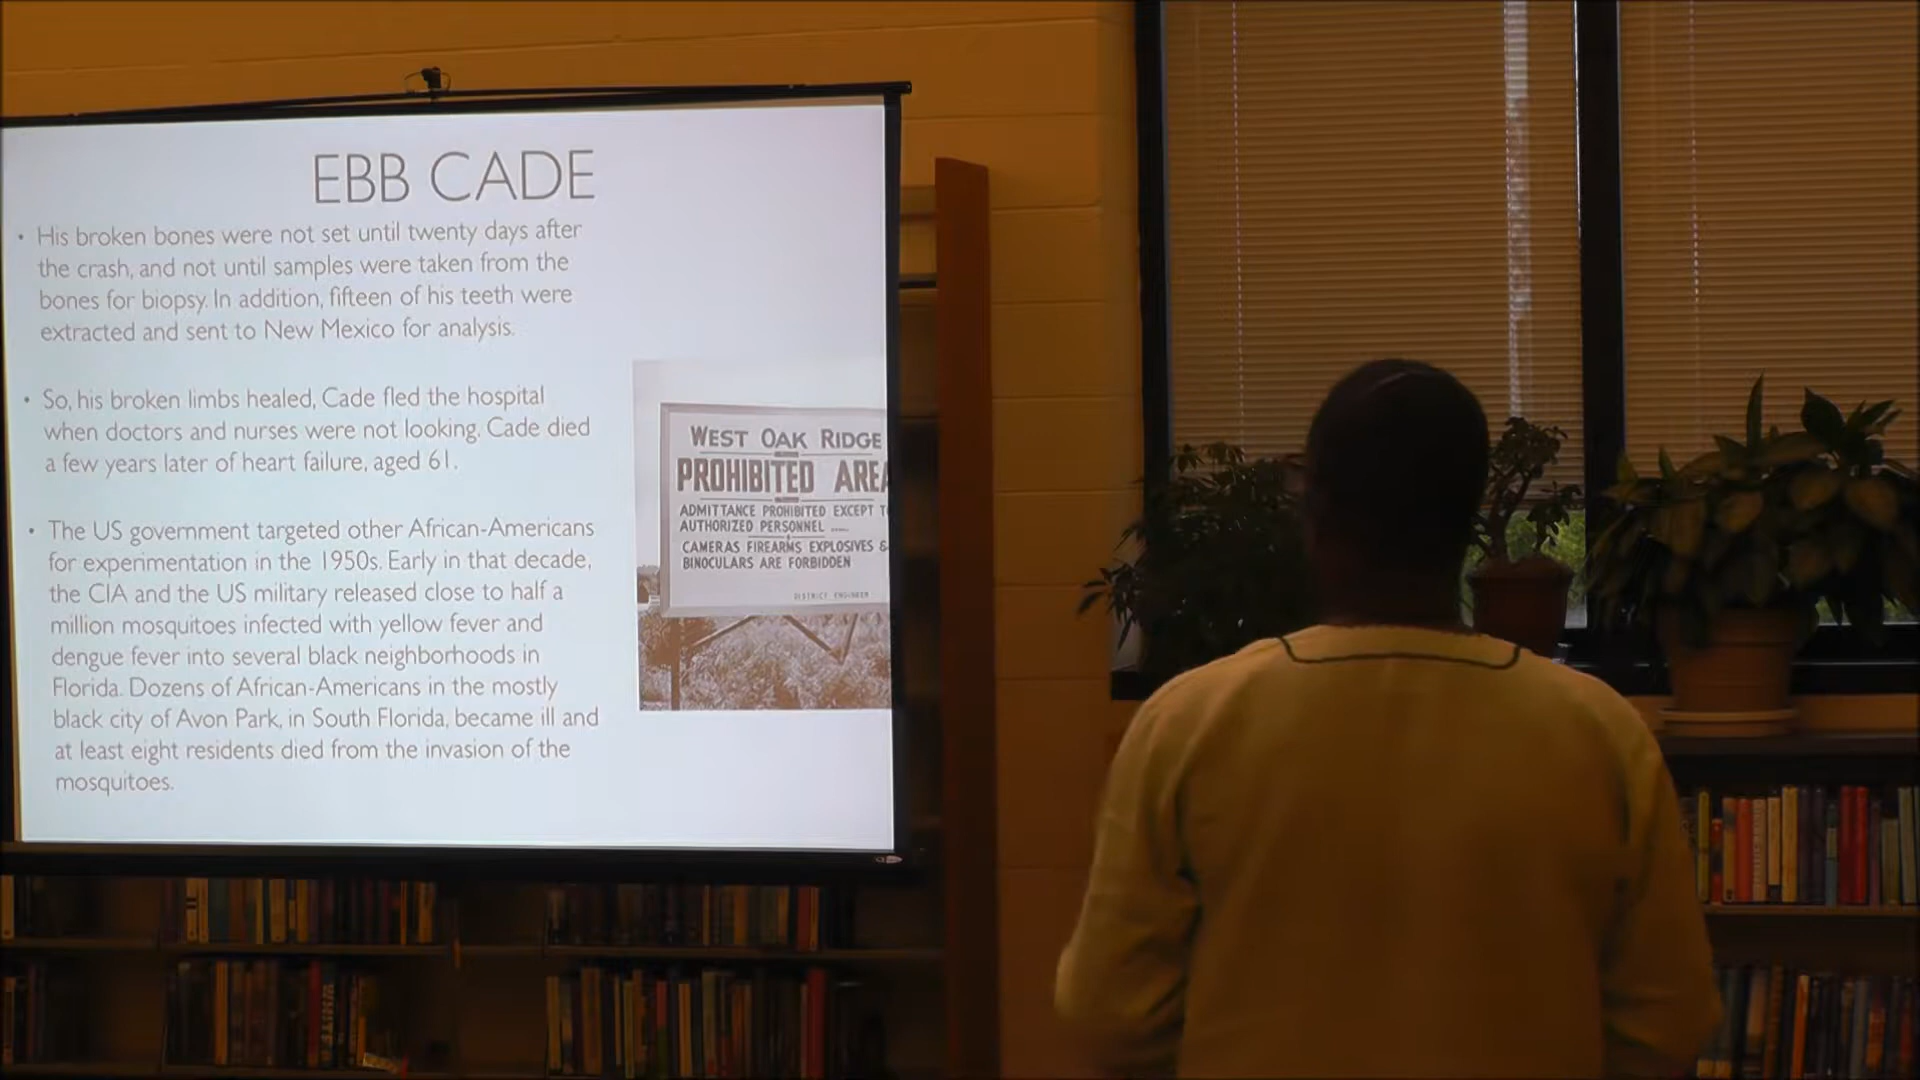 EBB CADE
• His broken bones were not set until twenty days after
the crash, and not until samples were taken from the
bones for biopsy. In addition, fifteen of his teeth were
extracted and sent to New Mexico for analysis.
• So, his broken limbs healed, Cade fled the hospital
when doctors and nurses were not looking. Cade died
a few years later of heart failure, aged 61.
• The US government targeted other African-Americans
for experimentation in the 1950s. Early in that decade,
the CIA and the US military released close to half a
million mosquitoes infected with yellow fever and
dengue fever into several black neighborhoods in
Florida. Dozens of African-Americans in the mostly
black city of Avon Park, in South Florida, became ill and
at least eight residents died from the invasion of the
mosquitoes.
WEST OAK RIDGE
PROHIBITED AREA
ADMITTANCE PROHIBITED EXCEPT T
AUTHORIZED PERSONNEL
CAMERAS FIREARMS EXPLOSIVES &
BINOCULARS ARE FORBIDDEN
DISTRICT ENGINEER
WHITE